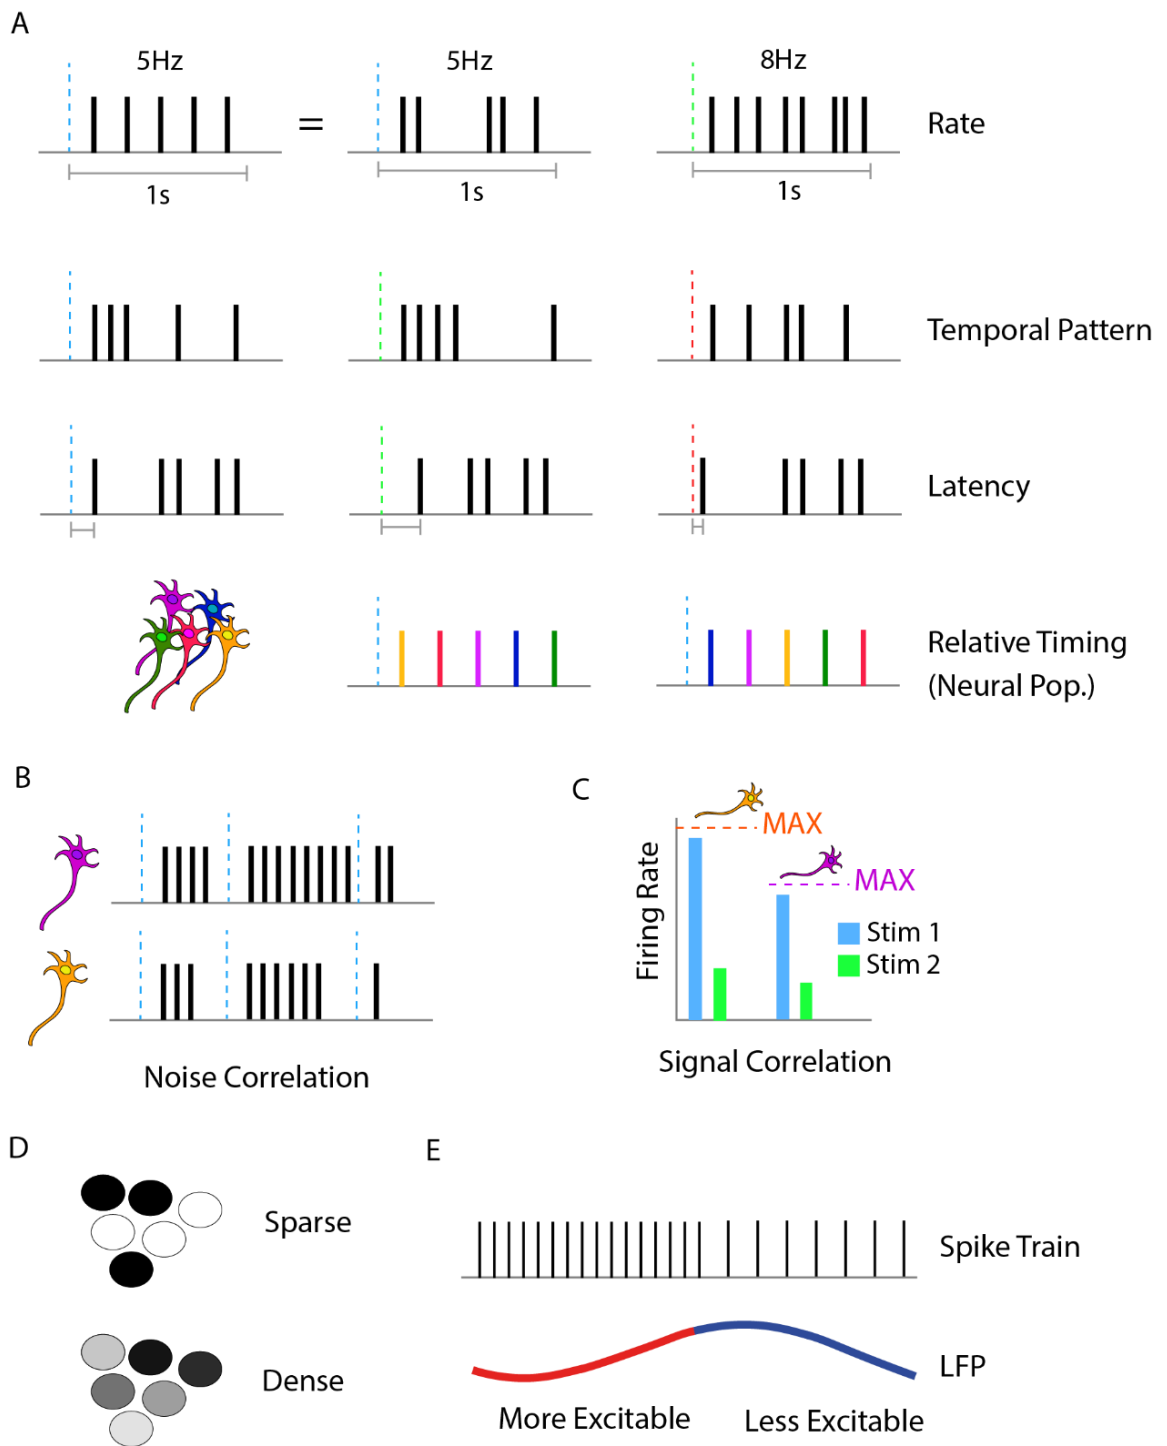 A
5Hz
5Hz
8Hz
=
Rate
1s
1s
1s
Temporal Pattern
Latency
Relative Timing
(Neural Pop.)
B
C
MAX
MAX
Firing Rate
Stim 1
Stim 2
Noise Correlation
Signal Correlation
D
E
Sparse
Spike Train
Dense
LFP
More Excitable
Less Excitable